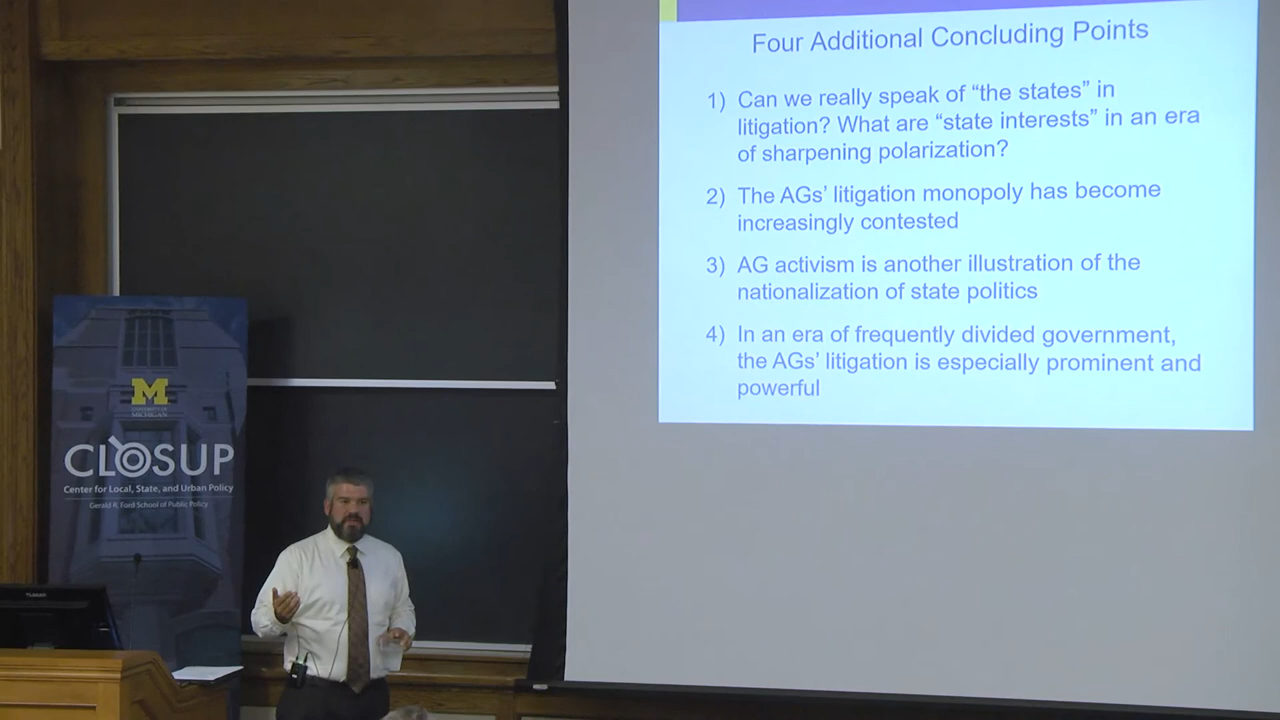 Four Additional Concluding Points
1) Can we really speak of “the states” in
litigation? What are “state interests” in an era
of sharpening polarization?
2) The AGs’ litigation monopoly has become
increasingly contested
3) AG activism is another illustration of the
nationalization of state politics
4) In an era of frequently divided government,
the AGs’ litigation is especially prominent and
powerful
M
UNIVERSITY OF
MICHIGAN
CLOSUP
Center for Local, State, and Urban Policy
Gerald R. Ford School of Public Policy